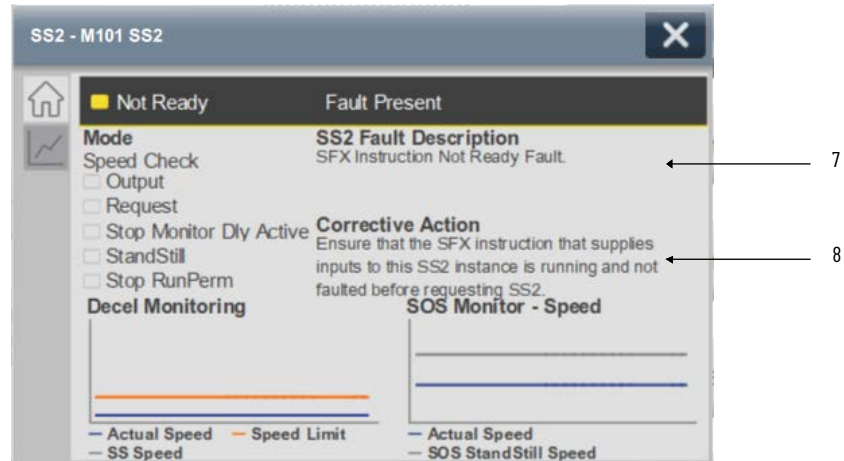 SS2 - M101 SS2
Not Ready
Fault Present
Mode
Speed Check
Output
Request
Stop Monitor Dly Active
StandStill
Stop RunPerm
SS2 Fault Description
SFX Instruction Not Ready Fault.
7
Corrective Action
Ensure that the SFX instruction that supplies
inputs to this SS2 instance is running and not
faulted before requesting SS2.
8
Decel Monitoring
Actual Speed
Speed Limit
SS Speed
SOS Monitor - Speed
Actual Speed
SOS StandStill Speed